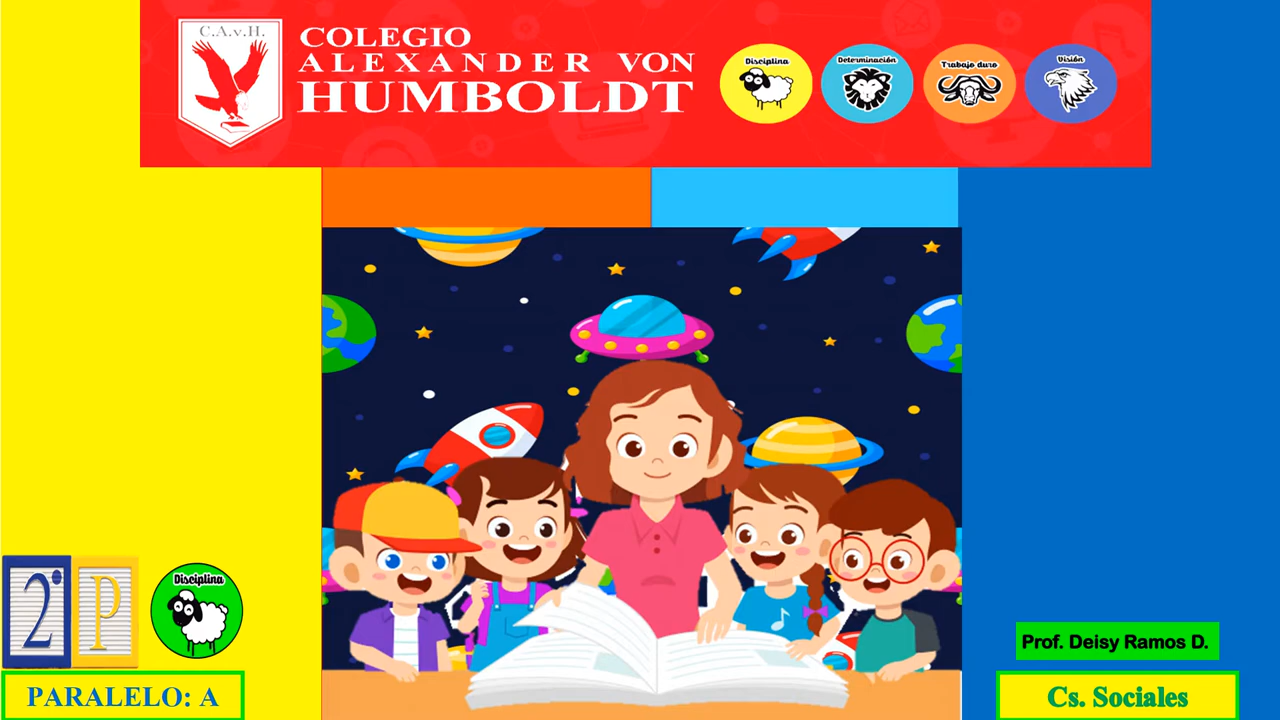 C.A.v.H.
COLEGIO
ALEXANDER VON
HUMBOLDT
Disciplina
Determinación
Trabajo duro
Visión
2° P
Disciplina
PARALELO: A
Prof. Deisy Ramos D.
Cs. Sociales